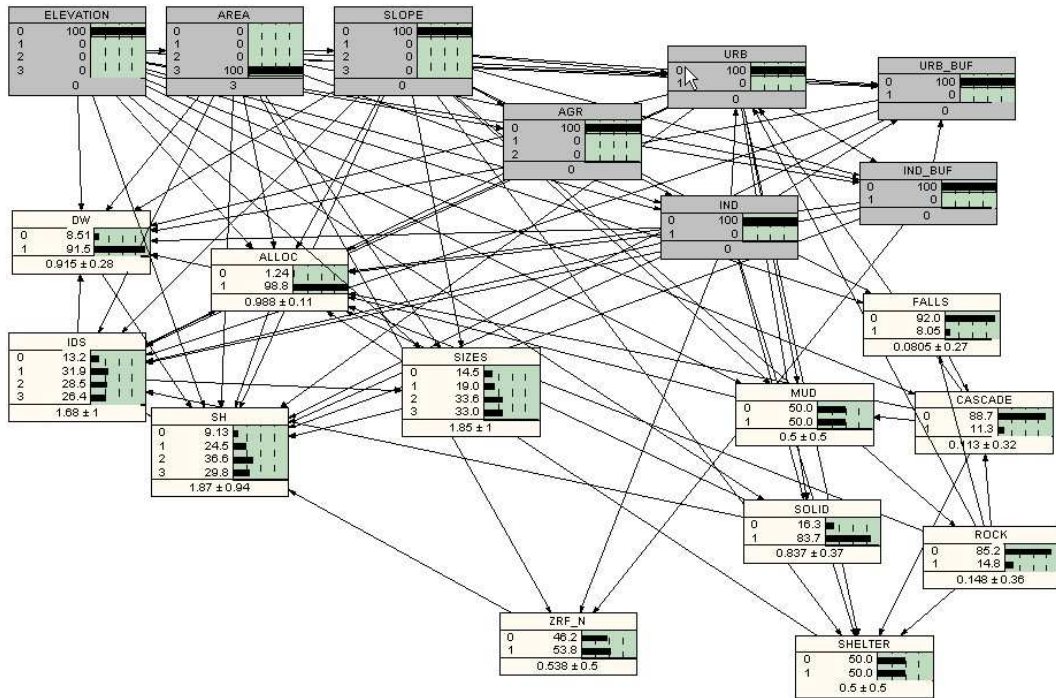 ELEVATION
0 100
1 0
2 0
3 0
0
AREA
0 0
1 0
2 0
3 100
3
SLOPE
0 100
1 0
2 0
3 0
0
URB
0 100
1 0
0
URB_BUF
0 100
1 0
0
AGR
0 100
1 0
2 0
0
IND_BUF
0 100
1 0
0
IND
0 100
1 0
0
DW
0 8.51
1 91.5
0.915 ± 0.28
ALLOC
0 1.24
1 98.8
0.988 ± 0.11
FALLS
0 92.0
1 8.05
0.0805 ± 0.27
IDS
0 13.2
1 31.9
2 28.5
3 26.4
1.68 ± 1
SIZES
0 14.5
1 19.0
2 33.6
3 33.0
1.85 ± 1
MUD
0 50.0
1 50.0
0.5 ± 0.5
CASCADE
0 88.7
1 11.3
0.113 ± 0.32
SH
0 9.13
1 24.5
2 36.6
3 29.8
1.87 ± 0.94
SOLID
0 16.3
1 83.7
0.837 ± 0.37
ROCK
0 85.2
1 14.8
0.148 ± 0.36
ZRF_N
0 46.2
1 53.8
0.538 ± 0.5
SHELTER
0 50.0
1 50.0
0.5 ± 0.5